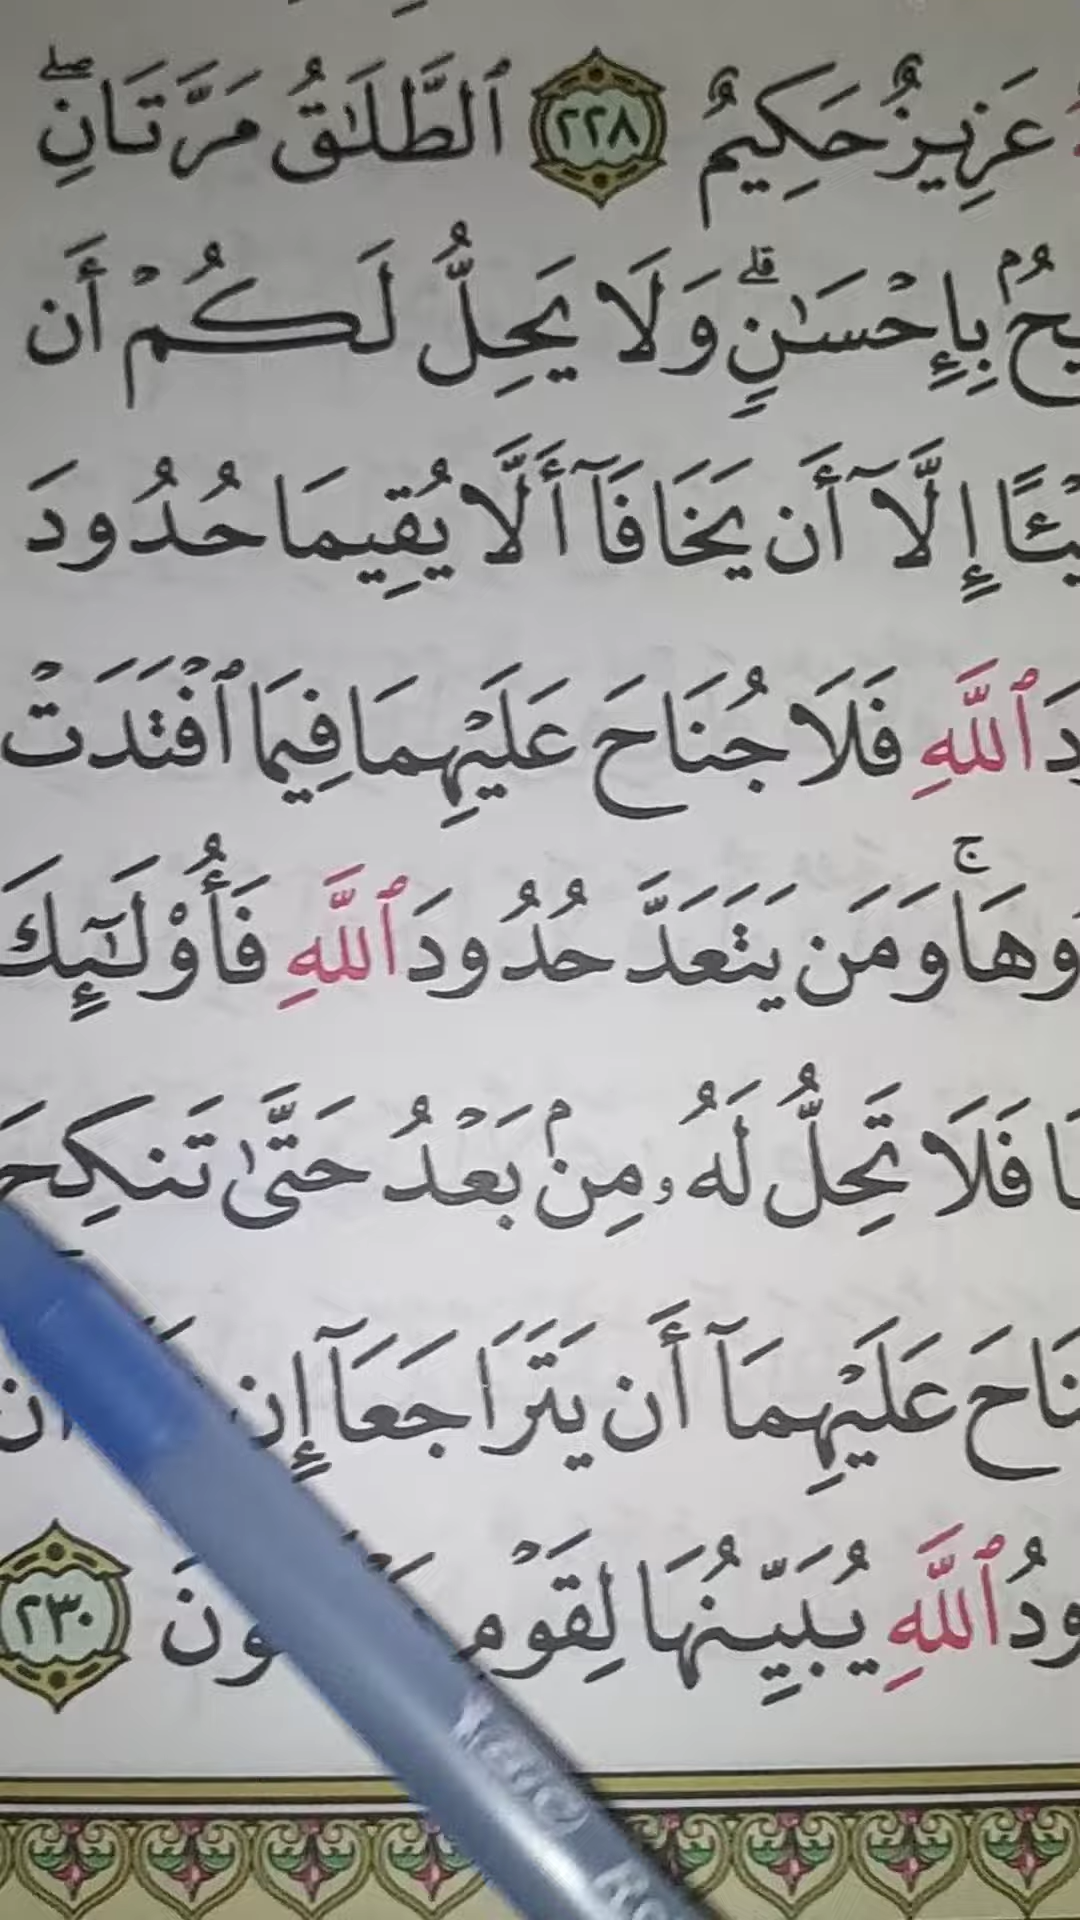 عَزِيزٌ حَكِيمٌ ٢٢٨ ٱلطَّلَٰقُ مَرَّتَانِۖ
بِإِحۡسَٰنٖۗ وَلَا يَحِلُّ لَكُمۡ أَن
إِلَّآ أَن يَخَافَآ أَلَّا يُقِيمَا حُدُودَ
ٱللَّهِ فَلَا جُنَاحَ عَلَيۡهِمَا فِيمَا ٱفۡتَدَتۡ
وَمَن يَتَعَدَّ حُدُودَ ٱللَّهِ فَأُوْلَٰٓئِكَ
فَلَا تَحِلُّ لَهُۥ مِنۢ بَعۡدُ حَتَّىٰ تَنكِحَ
عَلَيۡهِمَآ أَن يَتَرَاجَعَآ إِن
ٱللَّهِ يُبَيِّنُهَا لِقَوۡمٖ ٢٣٠